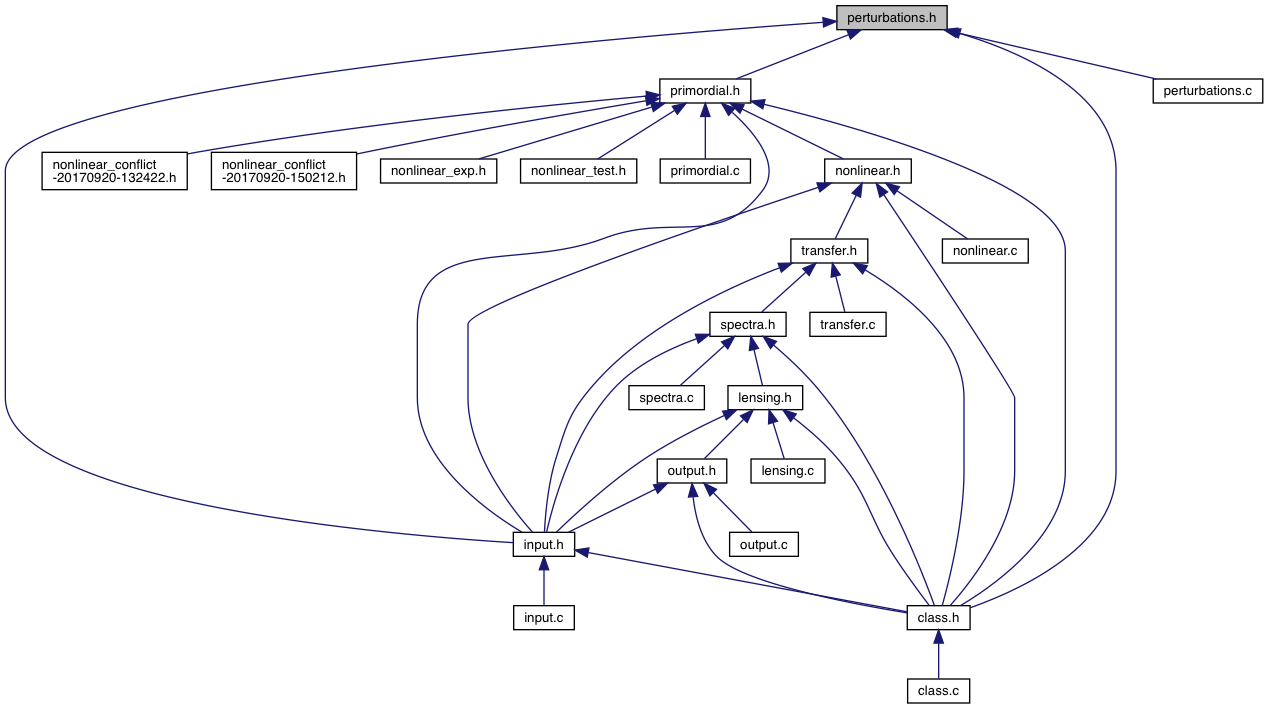 perturbations.h
primordial.h
perturbations.c
nonlinear_conflict
-20170920-132422.h
nonlinear_conflict
-20170920-150212.h
nonlinear_exp.h
nonlinear_test.h
primordial.c
nonlinear.h
transfer.h
nonlinear.c
spectra.h
transfer.c
spectra.c
lensing.h
output.h
lensing.c
input.h
output.c
input.c
class.h
class.c